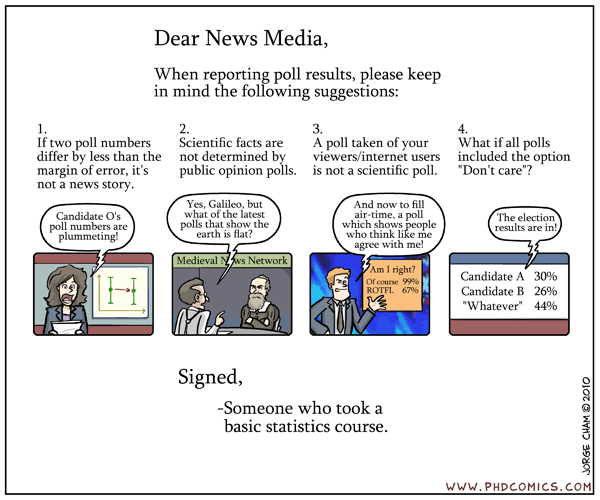 Dear News Media,
When reporting poll results, please keep
in mind the following suggestions:
1.
If two poll numbers
differ by less than the
margin of error, it's
not a news story.
2.
Scientific facts are
not determined by
public opinion polls.
3.
A poll taken of your
viewers/internet users
is not a scientific poll.
4.
What if all polls
included the option
"Don't care"?
Candidate O's
poll numbers are
plummeting!
Yes, Galileo, but
what of the latest
polls that show the
earth is flat?
Medieval News Network
And now to fill
air-time, a poll
which shows people
who think like me
agree with me!
Am I right?
Of course 99%
ROTFL 67%
The election
results are in!
Candidate A 30%
Candidate B 26%
"Whatever" 44%
Signed,
-Someone who took a
basic statistics course.
JORGE CHAM © 2010
WWW.PHDCOMICS.COM